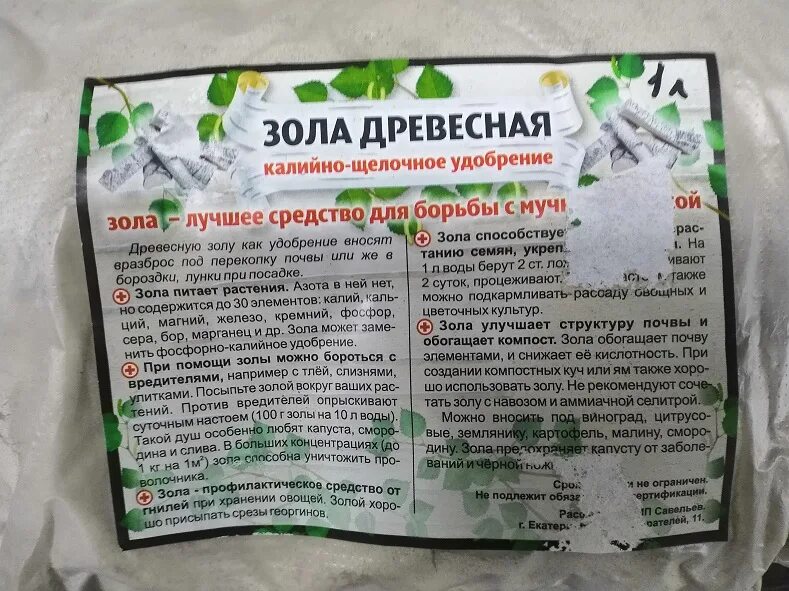 1 л
ЗОЛА ДРЕВЕСНАЯ
КАЛИЙНО-ЩЕЛОЧНОЕ УДОБРЕНИЕ
зола – лучшее средство для борьбы с
Древесную золу как удобрение вносят
вразброс под перекопку почвы или же в
бороздки, лунки при посадке.
Зола питает растения. Азота в ней нет,
но содержится до 30 элементов: калий, каль-
ций, магний, железо, кремний, фосфор,
сера, бор, марганец и др. Зола может заме-
нить фосфорно-калийное удобрение.
При помощи золы можно бороться с
вредителями, например с тлёй, слизнями,
улитками. Посыпьте золой вокруг ваших рас-
тений. Против вредителей опрыскивают
суточным настоем (100 г золы на 10 л воды).
Такой душ особенно любят капуста, сморо-
дина и слива. В больших концентрациях (до
1 кг на 1м²) зола способна уничтожить про-
волочника.
Зола - профилактическое средство от
гнилей при хранении овощей. Золой хоро-
шо присыпать срезы георгинов.
Зола способствуе
танию семян, укреп На
1 л воды берут 2 ст.
2 суток, процеживают. также
можно подкармливать рассаду овощных и
цветочных культур.
Зола улучшает структуру почвы и
обогащает компост. Зола обогащает почву
элементами, и снижает её кислотность. При
создании компостных куч или ям также хоро-
шо использовать золу. Не рекомендуют соче-
тать золу с навозом и аммиачной селитрой.
Можно вносить под виноград, цитрусо-
вые, землянику, картофель, малину, сморо-
дину. Зола предохраняет капусту от заболе-
ваний и чёрной
не ограничен.
Не подлежит
ИП Савельев.
г. 11.